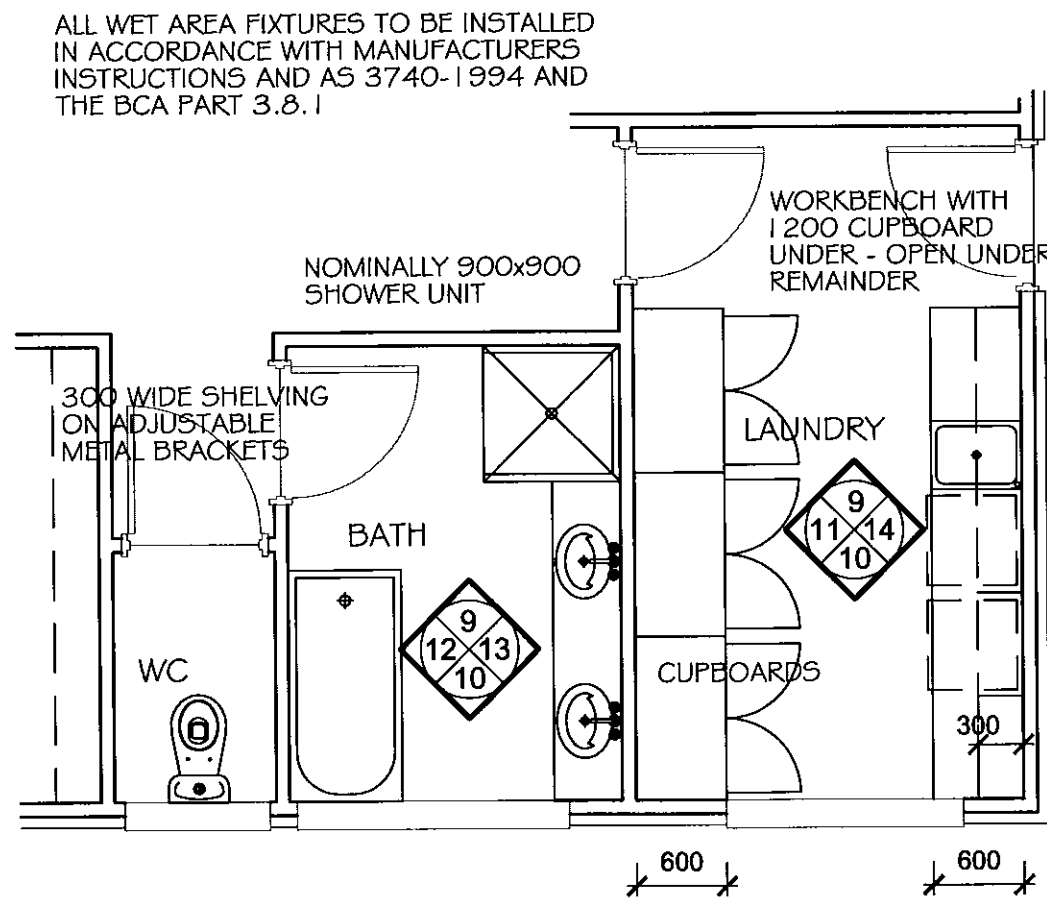 ALL WET AREA FIXTURES TO BE INSTALLED
IN ACCORDANCE WITH MANUFACTURERS
INSTRUCTIONS AND AS 3740-1994 AND
THE BCA PART 3.8.1
WORKBENCH WITH
1200 CUPBOARD
UNDER - OPEN UNDER
REMAINDER
NOMINALLY 900x900
SHOWER UNIT
300 WIDE SHELVING
ON ADJUSTABLE
METAL BRACKETS
LAUNDRY
9
11 14
10
BATH
9
12 13
10
WC
CUPBOARDS
300
600
600